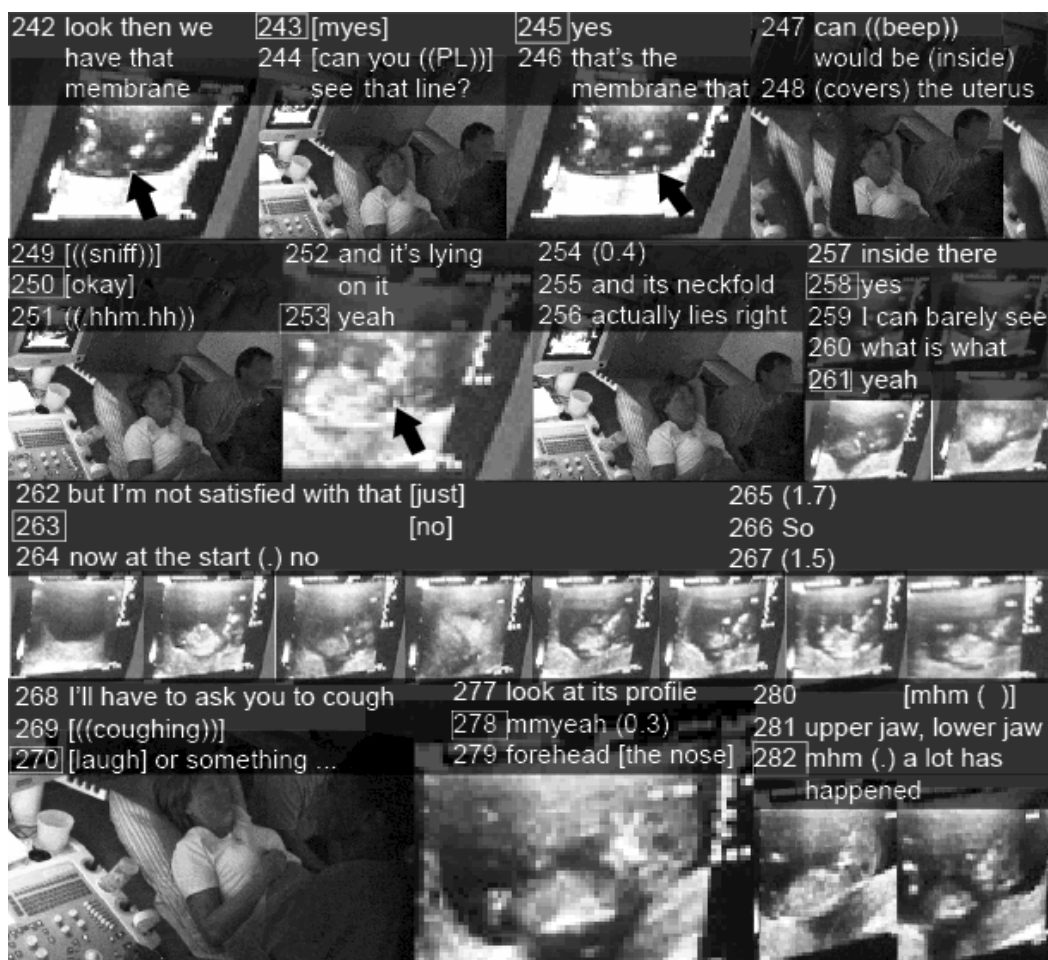 242 look then we
have that
membrane
243 [myes]
244 [can you ((PL))]
see that line?
245 yes
246 that's the
membrane that
247 can ((beep))
would be (inside)
248 (covers) the uterus
249 [((sniff))]
250 [okay]
251 ((.hhm.hh))
252 and it's lying
on it
253 yeah
254 (0.4)
255 and its neckfold
256 actually lies right
257 inside there
258 yes
259 I can barely see
260 what is what
261 yeah
262 but I'm not satisfied with that [just]
263 [no]
264 now at the start (.) no
265 (1.7)
266 So
267 (1.5)
268 I'll have to ask you to cough
269 [((coughing))]
270 [laugh] or something ...
277 look at its profile
278 mmyeah (0.3)
279 forehead [the nose]
280 [mhm ( )]
281 upper jaw, lower jaw
282 mhm (.) a lot has
happened